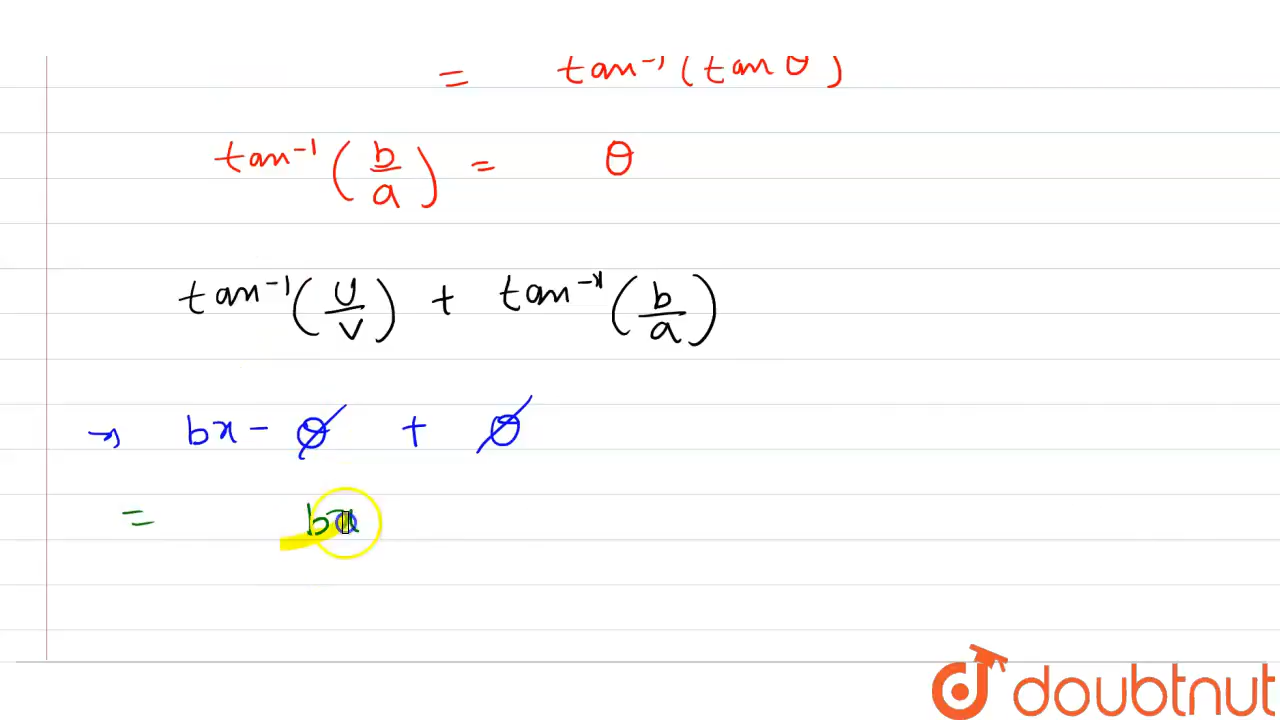 = tan⁻¹(tan θ)
tan⁻¹(b/a) = θ
tan⁻¹(u/v) + tan⁻¹(b/a)
→ bx - θ + θ
= bx
doubtnut